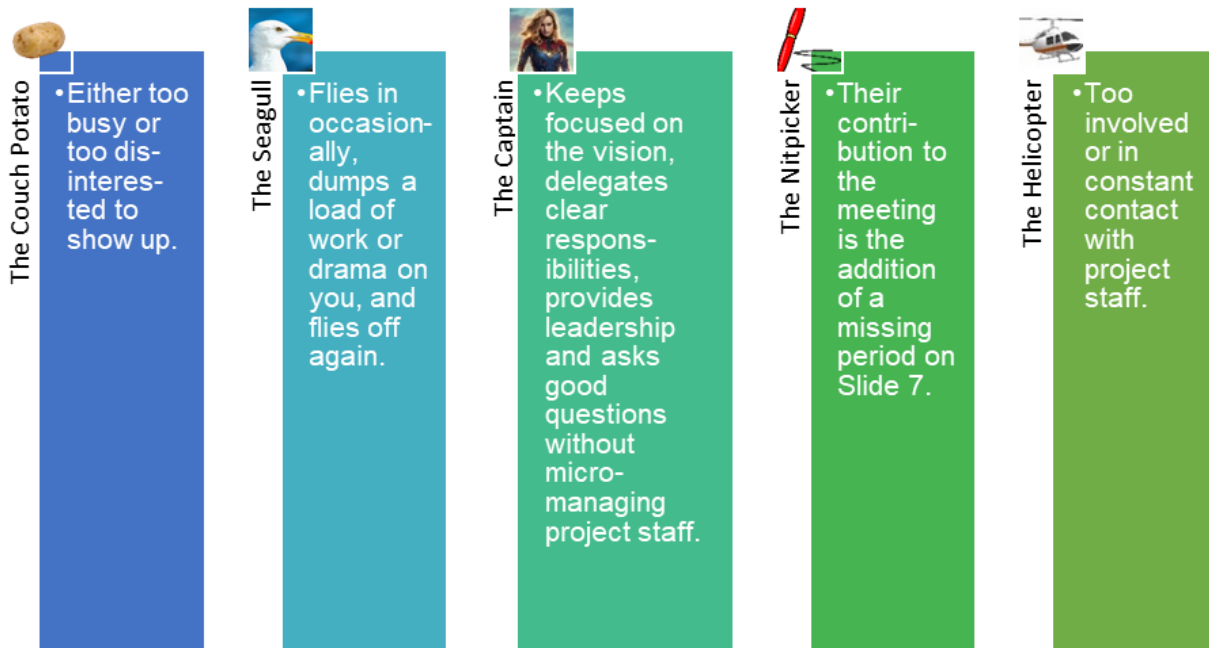 The Couch Potato
•Either too
busy or
too dis-
interes-
ted to
show up.
The Seagull
•Flies in
occasion-
ally,
dumps a
load of
work or
drama on
you, and
flies off
again.
The Captain
•Keeps
focused on
the vision,
delegates
clear
respons-
ibilities,
provides
leadership
and asks
good
questions
without
micro-
managing
project staff.
The Nitpicker
•Their
contri-
bution to
the
meeting
is the
addition
of a
missing
period on
Slide 7.
The Helicopter
•Too
involved
or in
constant
contact
with
project
staff.